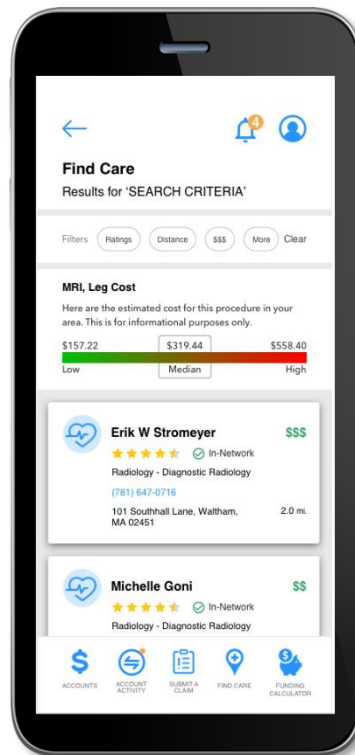 4
Find Care
Results for 'SEARCH CRITERIA'
Filters Ratings Distance $$$ More Clear
MRI, Leg Cost
Here are the estimated cost for this procedure in your
area. This is for informational purposes only.
$157.22 $319.44 $558.40
Low Median High
Erik W Stromeyer $$$
In-Network
Radiology - Diagnostic Radiology
(781) 647-0716
101 Southhall Lane, Waltham, 2.0 mi.
MA 02451
Michelle Goni $$
In-Network
Radiology - Diagnostic Radiology
$ $
ACCOUNTS ACCOUNT ACTIVITY SUBMIT A CLAIM FIND CARE FUNDING CALCULATOR